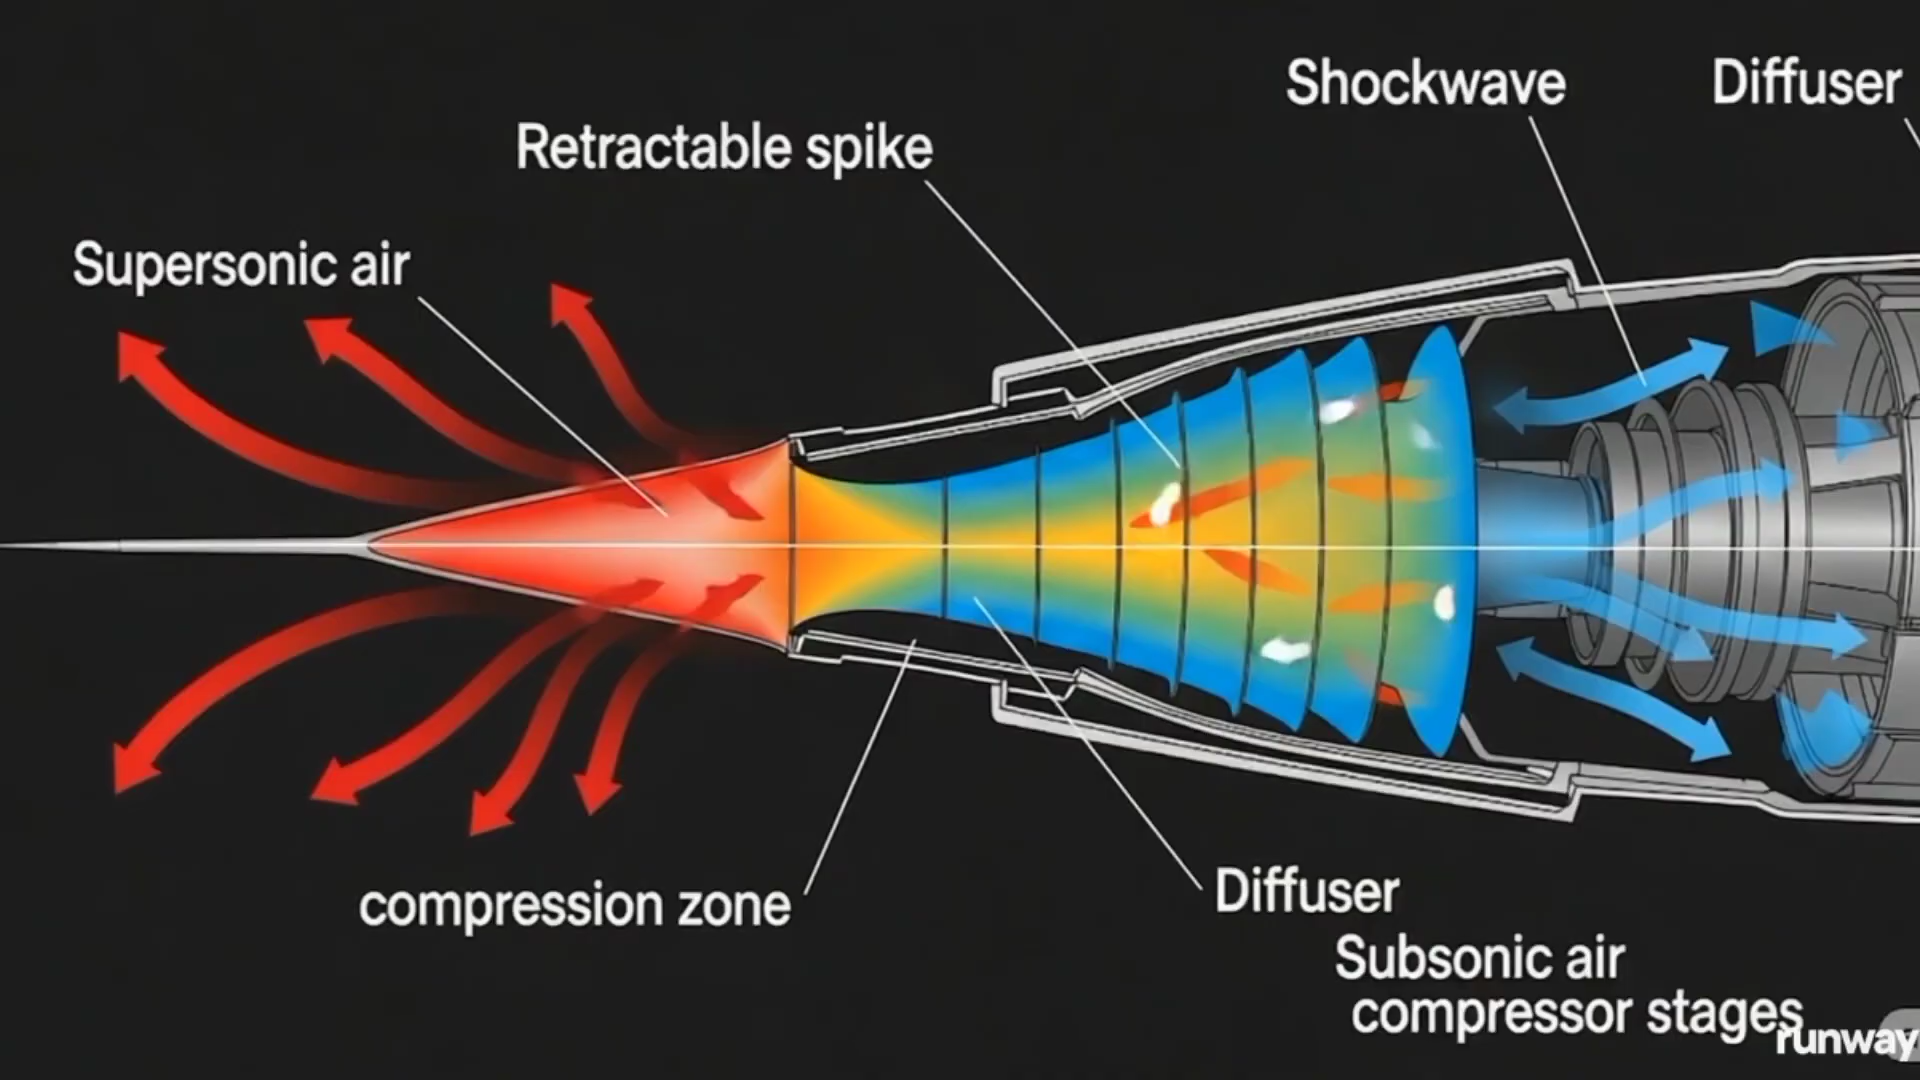 Shockwave
Diffuser
Retractable spike
Supersonic air
compression zone
Diffuser
Subsonic air
compressor stages
runway